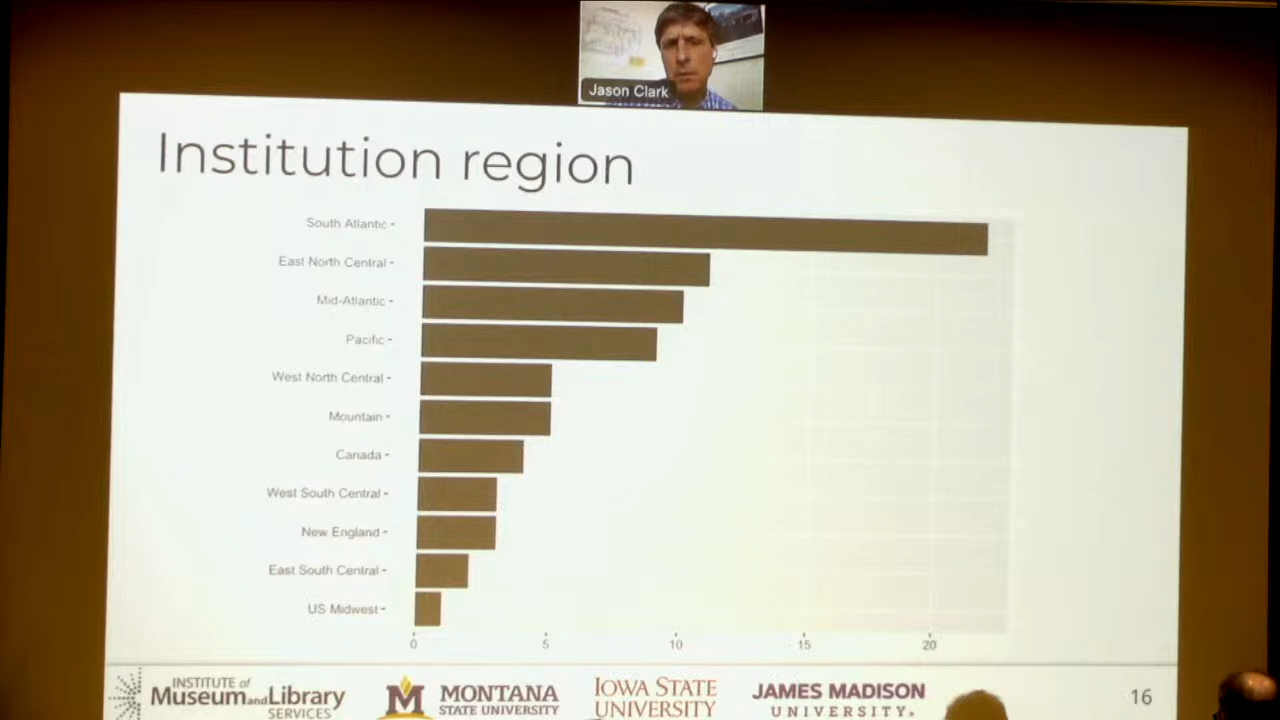 Jason Clark
Institution region
South Atlantic
East North Central
Mid-Atlantic
Pacific
West North Central
Mountain
Canada
West South Central
New England
East South Central
US Midwest
0 5 10 15 20
INSTITUTE of
Museum and Library
SERVICES
M
MONTANA
STATE UNIVERSITY
IOWA STATE
UNIVERSITY
JAMES MADISON
UNIVERSITY.
16